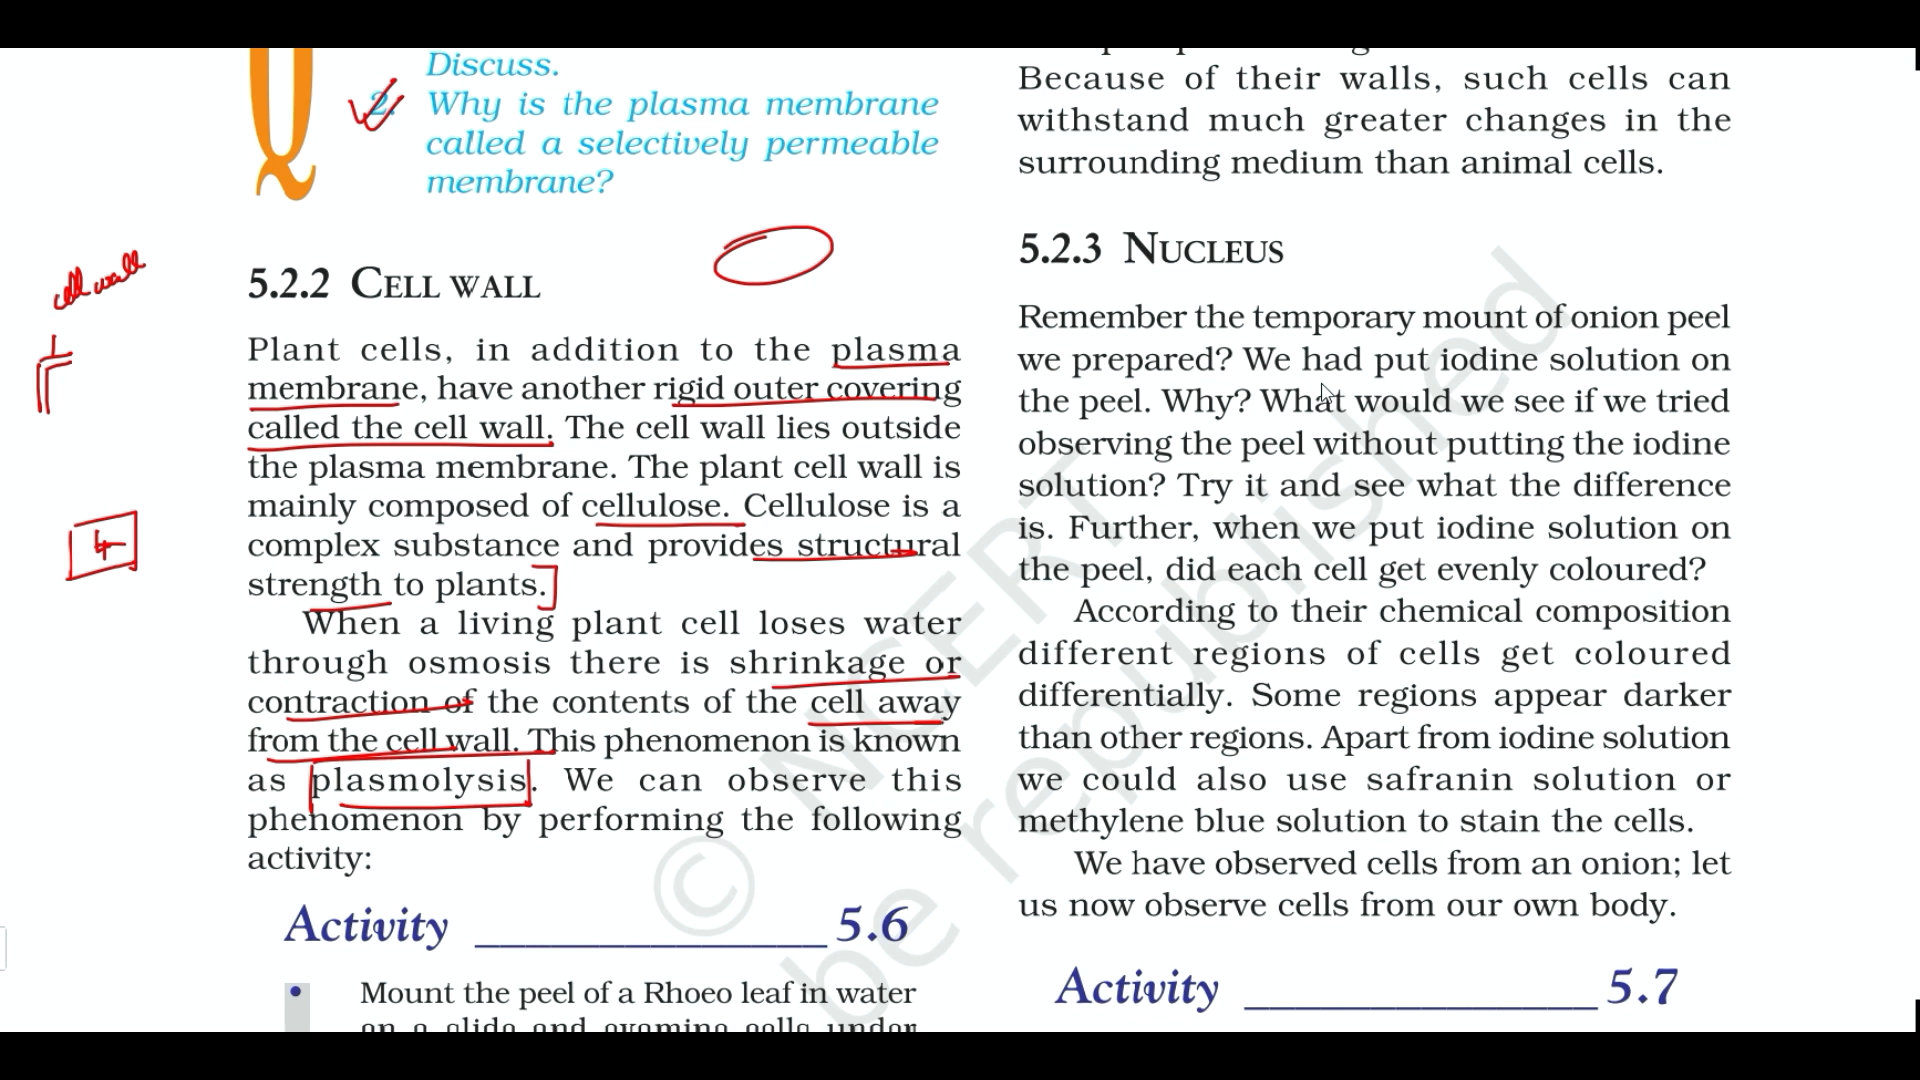 Q
Discuss.
2. Why is the plasma membrane
called a selectively permeable
membrane?
cell wall
5.2.2 CELL WALL
Plant cells, in addition to the plasma
membrane, have another rigid outer covering
called the cell wall. The cell wall lies outside
the plasma membrane. The plant cell wall is
mainly composed of cellulose. Cellulose is a
complex substance and provides structural
strength to plants.]
When a living plant cell loses water
through osmosis there is shrinkage or
contraction of the contents of the cell away
from the cell wall. This phenomenon is known
as plasmolysis. We can observe this
phenomenon by performing the following
activity:
Activity ______________ 5.6
• Mount the peel of a Rhoeo leaf in water
on a slide and examine cells under
Because of their walls, such cells can
withstand much greater changes in the
surrounding medium than animal cells.
5.2.3 NUCLEUS
Remember the temporary mount of onion peel
we prepared? We had put iodine solution on
the peel. Why? What would we see if we tried
observing the peel without putting the iodine
solution? Try it and see what the difference
is. Further, when we put iodine solution on
the peel, did each cell get evenly coloured?
According to their chemical composition
different regions of cells get coloured
differentially. Some regions appear darker
than other regions. Apart from iodine solution
we could also use safranin solution or
methylene blue solution to stain the cells.
We have observed cells from an onion; let
us now observe cells from our own body.
Activity ______________ 5.7
© NCERT
be republished